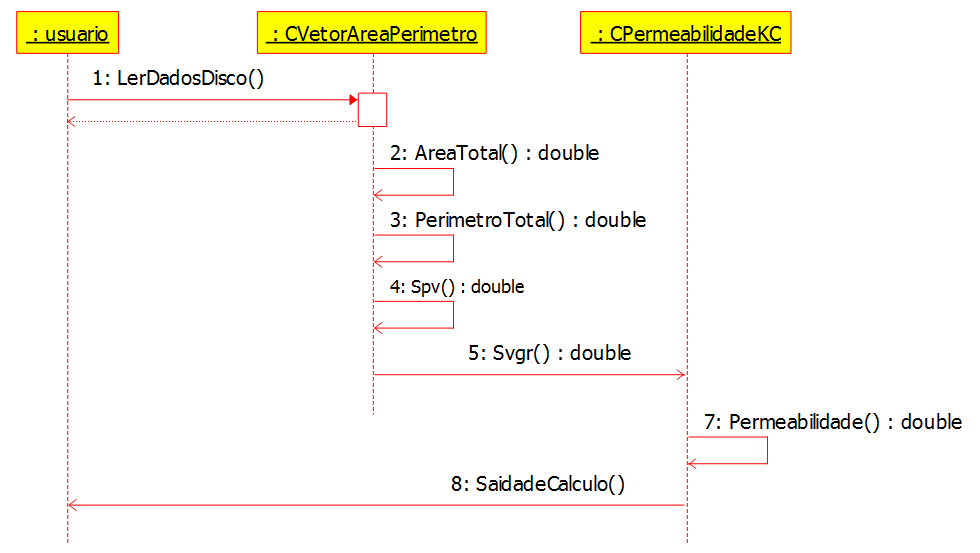 : usuario
: CVetorAreaPerimetro
: CPermeabilidadeKC
1: LerDadosDisco()
2: AreaTotal() : double
3: PerimetroTotal() : double
4: Spv() : double
5: Svgr() : double
7: Permeabilidade() : double
8: SaidadeCalculo()